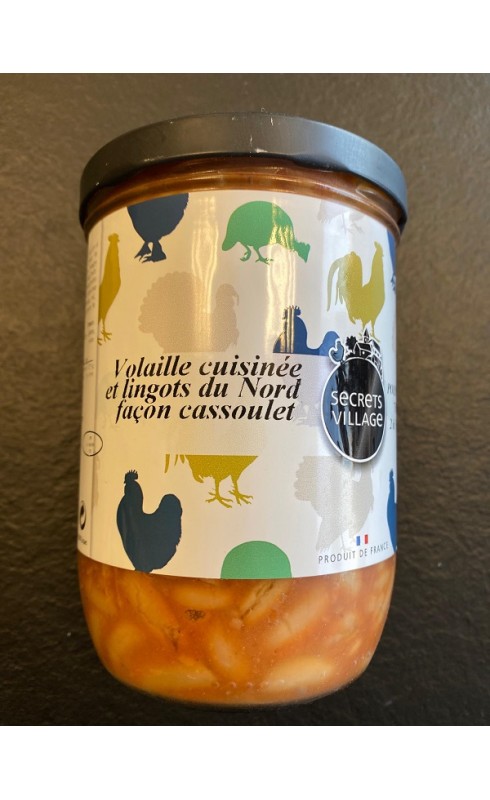 Volaille cuisinée
et lingots du Nord
façon cassoulet
SECRETS
VILLAGE
PRODUIT DE FRANCE